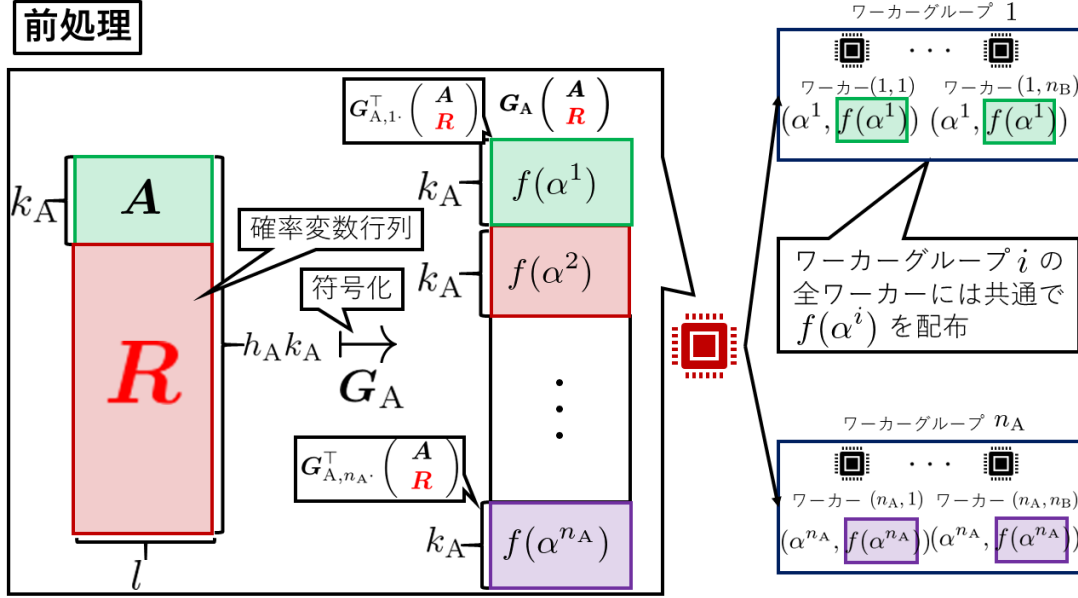 前処理
k_A
A
R
l
h_A k_A
確率変数行列
符号化
G_A
G_{A,1·}^⊤ ( A R )
G_A ( A R )
k_A
f(α^1)
k_A
f(α^2)
⋮
G_{A,n_A·}^⊤ ( A R )
k_A
f(α^{n_A})
ワーカーグループ 1
· · ·
ワーカー(1, 1) ワーカー(1, n_B)
(α^1, f(α^1)) (α^1, f(α^1))
ワーカーグループ i の
全ワーカーには共通で
f(α^i) を配布
ワーカーグループ n_A
· · ·
ワーカー (n_A, 1) ワーカー (n_A, n_B)
(α^{n_A}, f(α^{n_A})) (α^{n_A}, f(α^{n_A}))